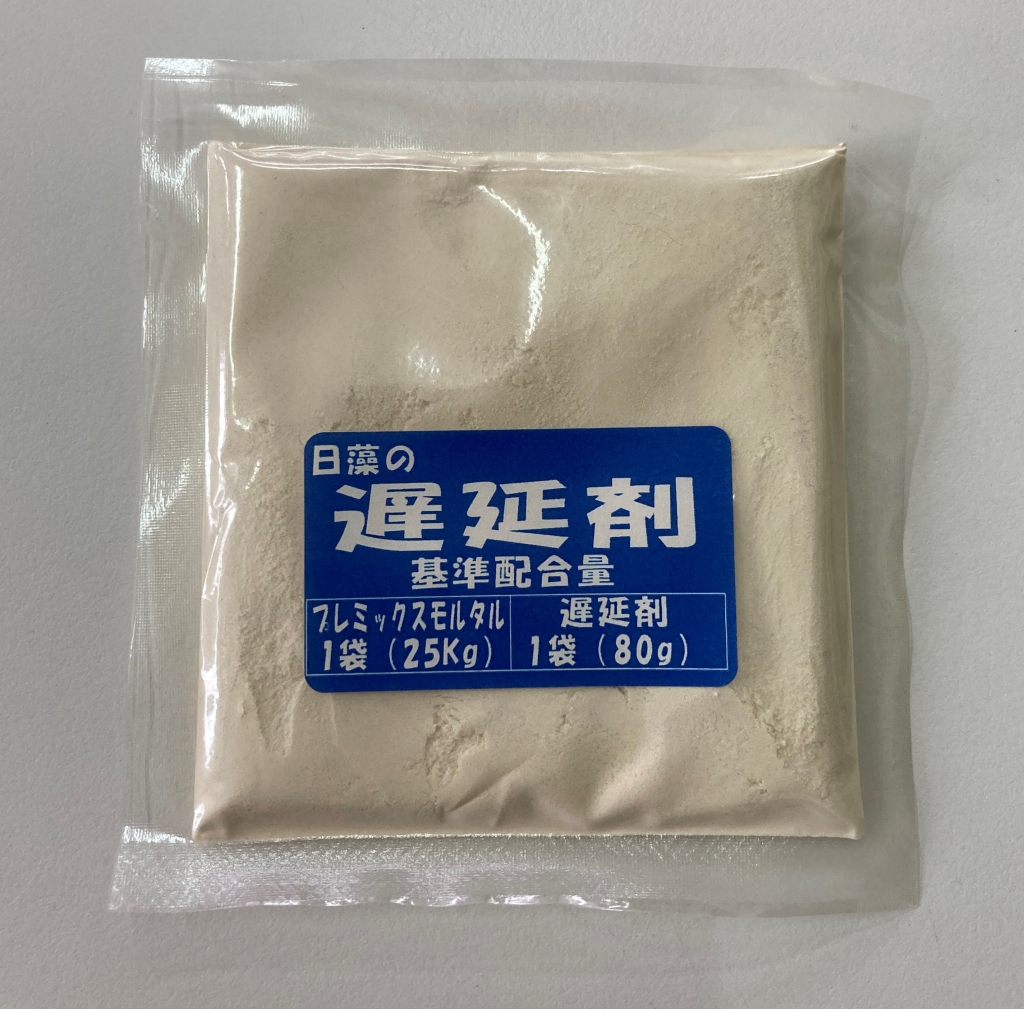 日藻の
遅延剤
基準配合量
プレミックスモルタル 遅延剤
1袋(25Kg) 1袋(80g)